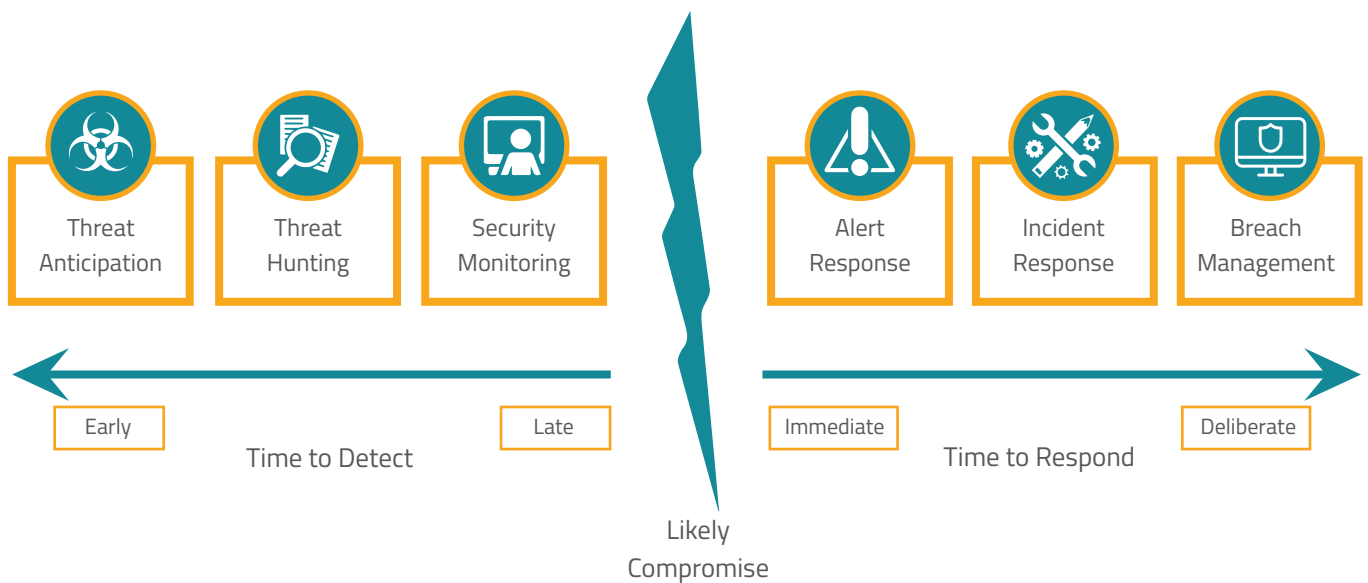 Threat
Anticipation
Threat
Hunting
Security
Monitoring
Alert
Response
Incident
Response
Breach
Management
Early
Late
Immediate
Deliberate
Time to Detect
Time to Respond
Likely
Compromise